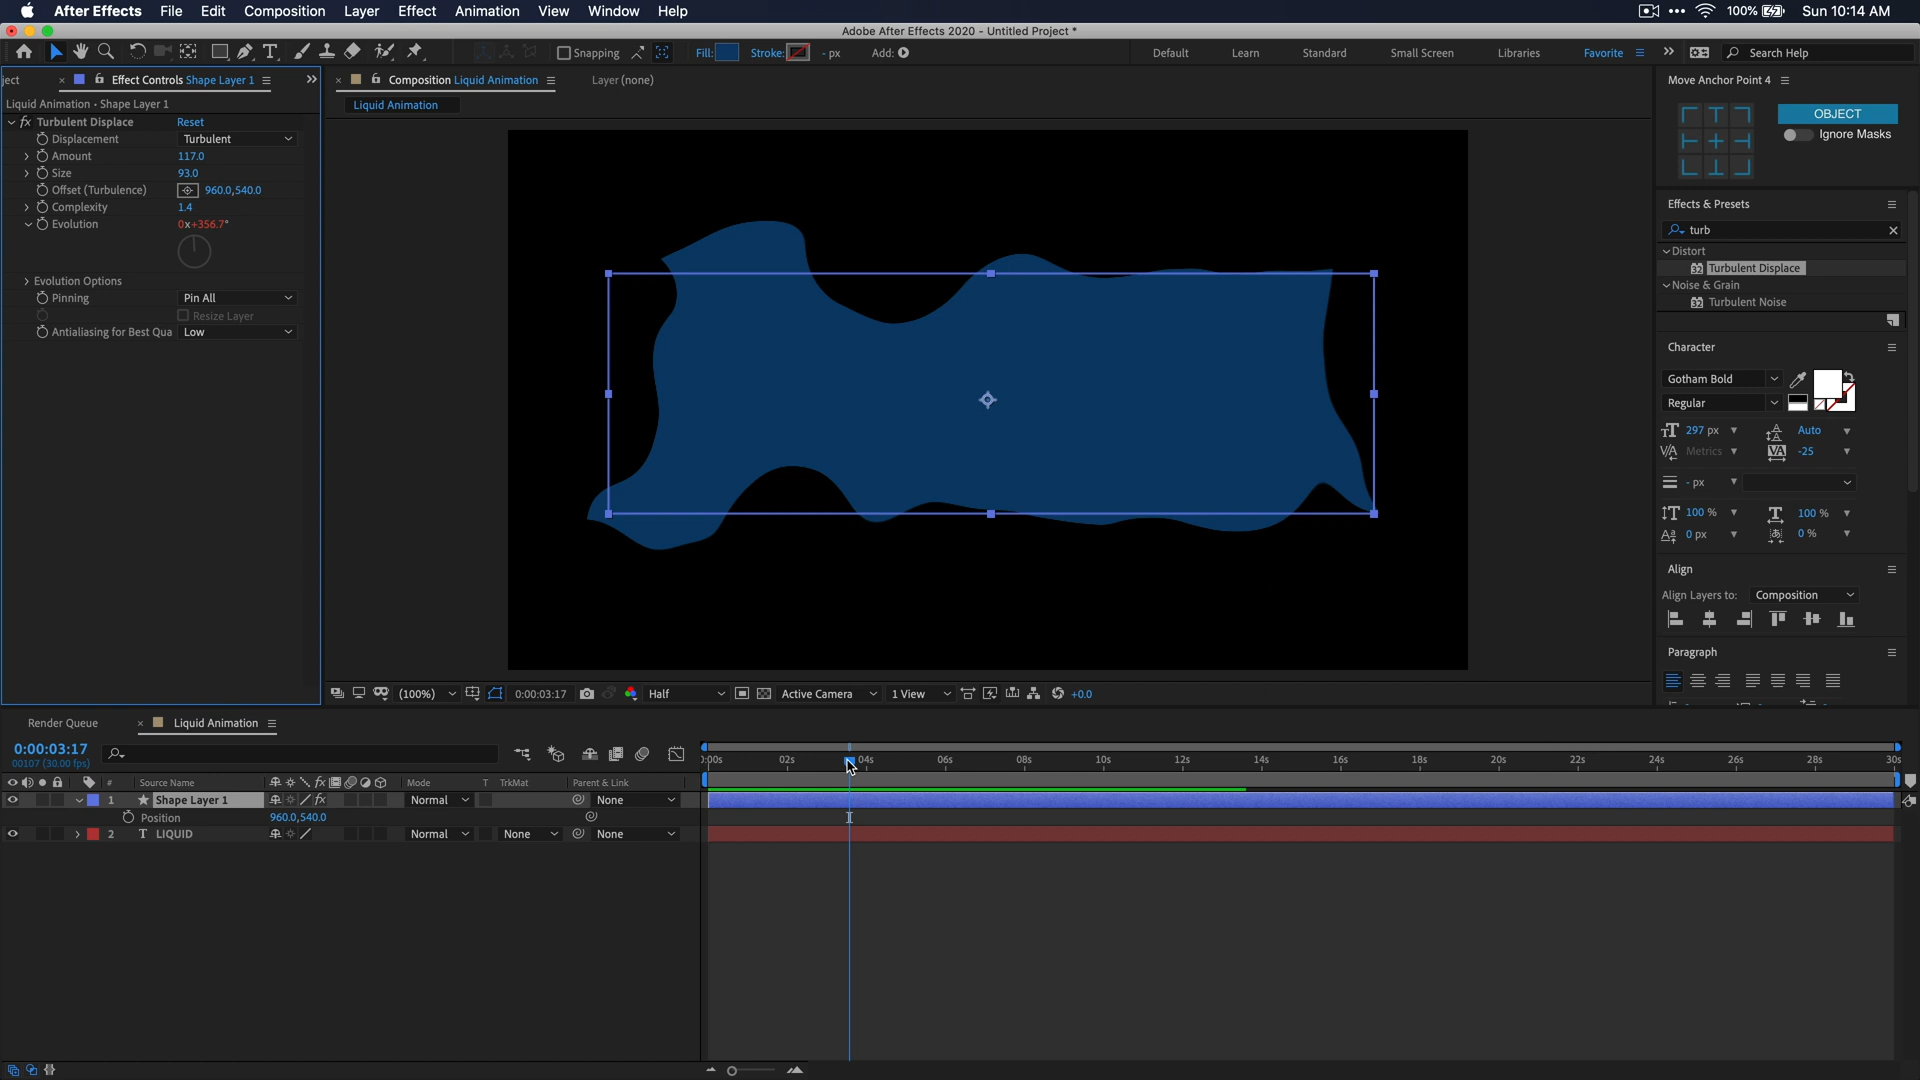 After Effects File Edit Composition Layer Effect Animation View Window Help 100% Sun 10:14 AM
Adobe After Effects 2020 - Untitled Project *
Snapping Fill: Stroke: - px Add: Default Learn Standard Small Screen Libraries Favorite Search Help
ject × Effect Controls Shape Layer 1 × Composition Liquid Animation Layer (none) Move Anchor Point 4
Liquid Animation • Shape Layer 1
Liquid Animation
OBJECT
Ignore Masks
fx Turbulent Displace Reset
Displacement Turbulent
Amount 117.0
Size 93.0
Offset (Turbulence) 960.0,540.0
Complexity 1.4
Evolution 0x+356.7°
Evolution Options
Pinning Pin All
Resize Layer
Antialiasing for Best Qua Low
Effects & Presets
turb
Distort
32 Turbulent Displace
Noise & Grain
32 Turbulent Noise
Character
Gotham Bold
Regular
297 px Auto
Metrics -25
- px
100 % 100 %
0 px 0 %
Align
Align Layers to: Composition
Paragraph
(100%) 0:00:03:17 Half Active Camera 1 View +0.0
Render Queue × Liquid Animation
0:00:03:17
00107 (30.00 fps)
:00s 02s 04s 06s 08s 10s 12s 14s 16s 18s 20s 22s 24s 26s 28s 30s
# Source Name fx Mode T TrkMat Parent & Link
1 Shape Layer 1 fx Normal None
Position 960.0,540.0
2 T LIQUID Normal None None